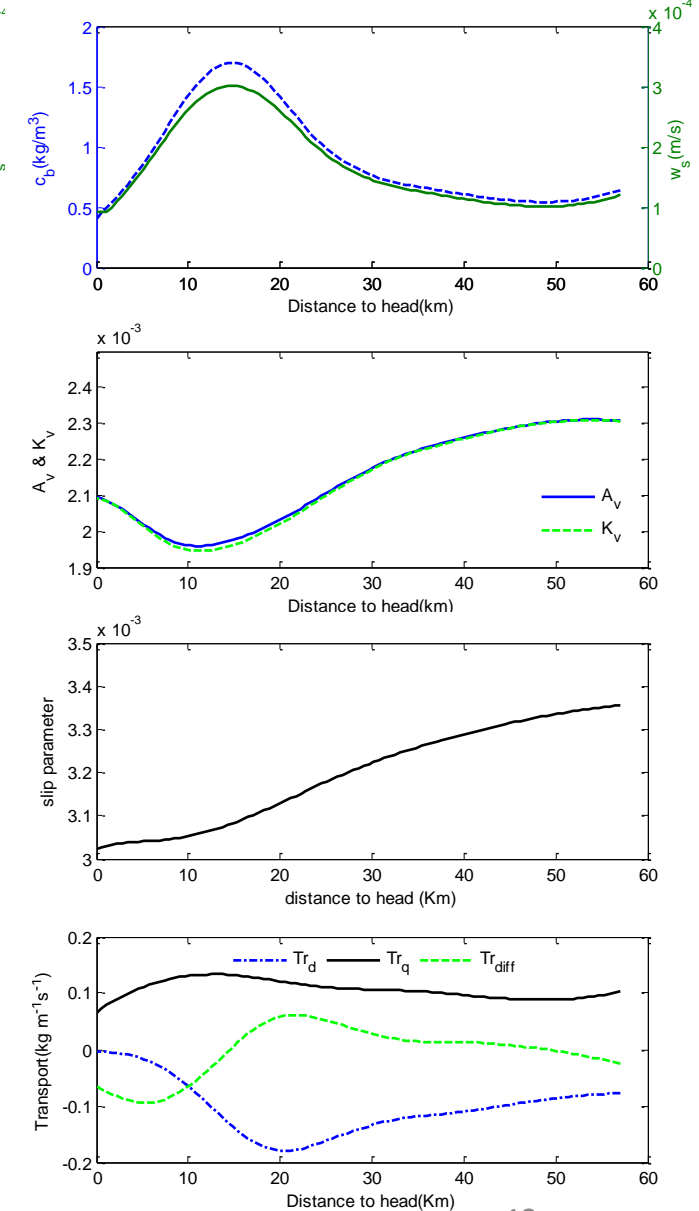 -4
x 10^-4
2 4
1.5 3
c_b(kg/m^3) w_s(m/s)
s
1 2
0.5 1
0 0
0 10 20 30 40 50 60
Distance to head(km)
x 10^-3
2.4
2.3
A_v & K_v
2.2
2.1 A_v
2 K_v
1.9
0 10 20 30 40 50 60
Distance to head(km)
x 10^-3
3.5
3.4
slip parameter
3.3
3.2
3.1
3
0 10 20 30 40 50 60
distance to head (Km)
0.2
Tr_d Tr_q Tr_diff
Transport(kg m^-1s^-1)
0.1
0
-0.1
-0.2
0 10 20 30 40 50 60
Distance to head(Km)